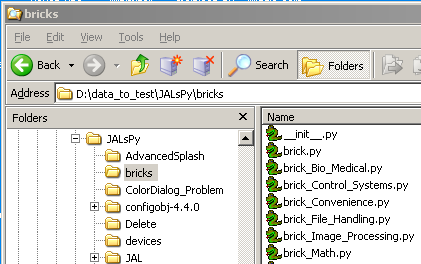 bricks
File Edit View Tools Help
Back Search Folders
Address D:\data_to_test\JALsPy\bricks
Folders
JALsPy
AdvancedSplash
bricks
ColorDialog_Problem
configobj-4.4.0
Delete
devices
JAL
Name
__init__.py
brick.py
brick_Bio_Medical.py
brick_Control_Systems.py
brick_Convenience.py
brick_File_Handling.py
brick_Image_Processing.py
brick_Math.py